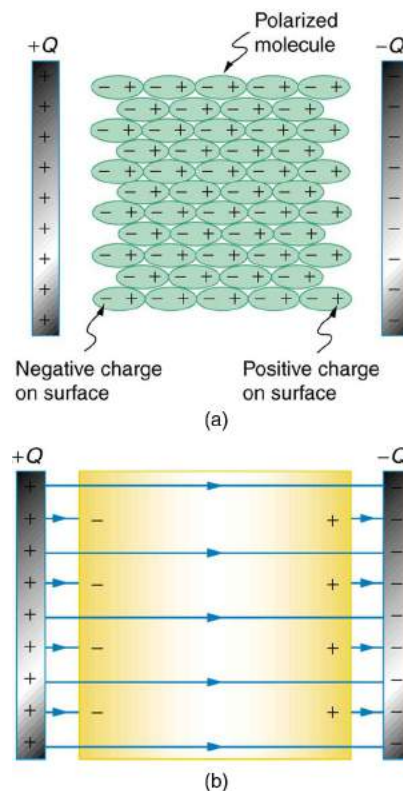 Polarized
molecule
+Q
−Q
Negative charge
on surface
Positive charge
on surface
(a)
+Q
−Q
(b)